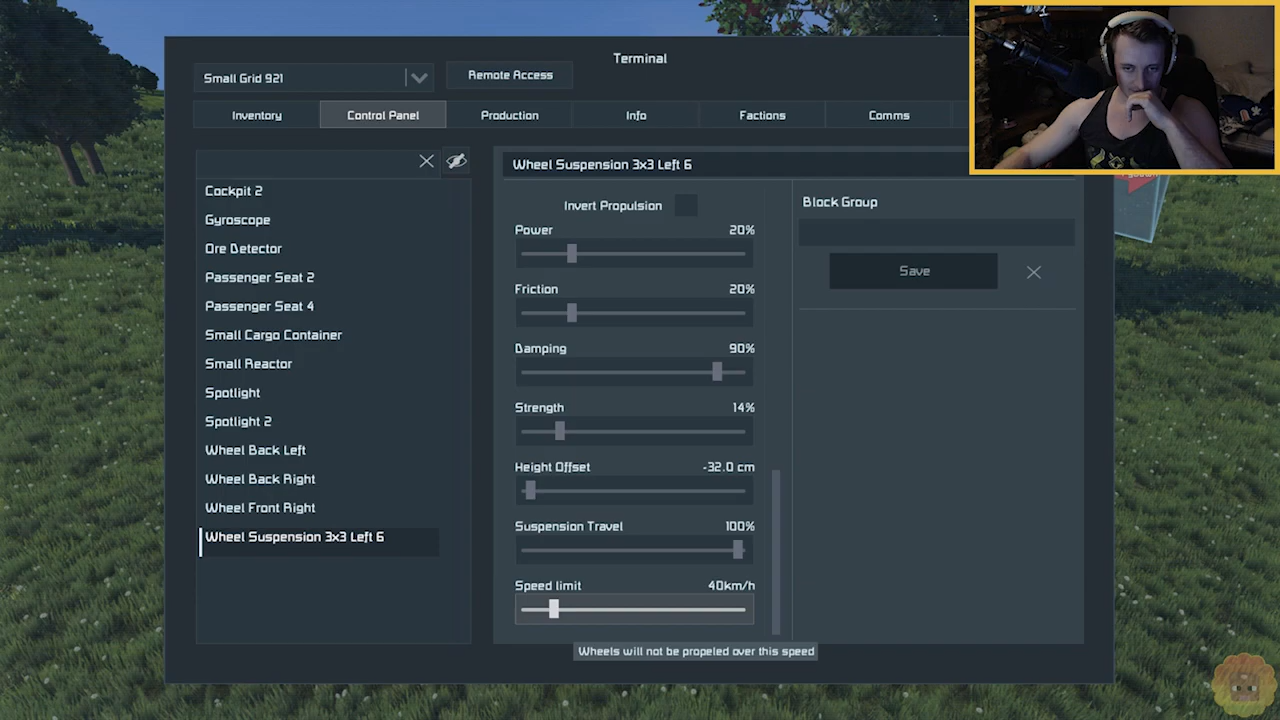 Terminal
Small Grid 921
Remote Access
Inventory
Control Panel
Production
Info
Factions
Comms
Cockpit 2
Gyroscope
Ore Detector
Passenger Seat 2
Passenger Seat 4
Small Cargo Container
Small Reactor
Spotlight
Spotlight 2
Wheel Back Left
Wheel Back Right
Wheel Front Right
Wheel Suspension 3x3 Left 6
Wheel Suspension 3x3 Left 6
Invert Propulsion
Power 20%
Friction 20%
Damping 90%
Strength 14%
Height Offset -32.0 cm
Suspension Travel 100%
Speed limit 40km/h
Wheels will not be propeled over this speed
Block Group
Save